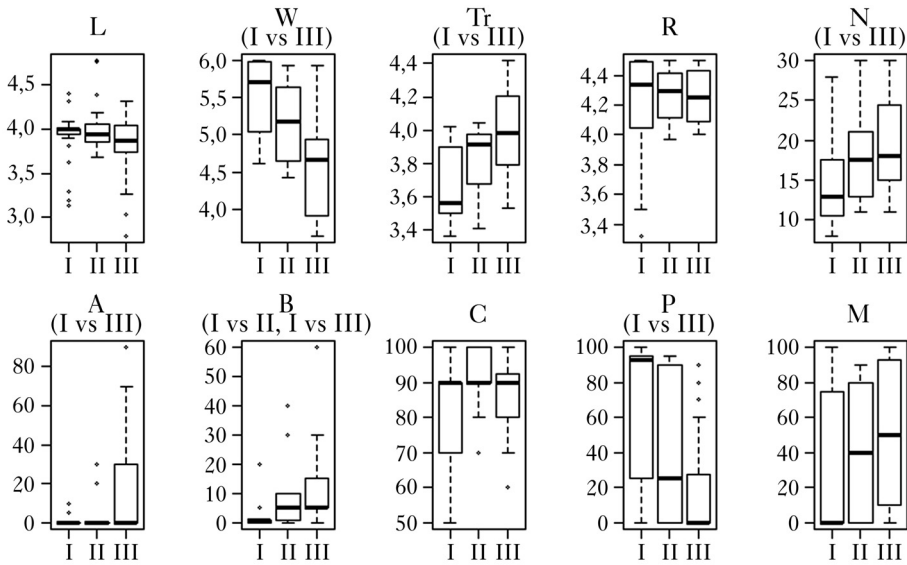 L
4,5
4,0
3,5
3,0
I II III
W
(I vs III)
6,0
5,5
5,0
4,5
4,0
I II III
Tr
(I vs III)
4,4
4,2
4,0
3,8
3,6
3,4
I II III
R
4,4
4,2
4,0
3,8
3,6
3,4
I II III
N
(I vs III)
30
25
20
15
10
I II III
A
(I vs III)
80
60
40
20
0
I II III
B
(I vs II, I vs III)
60
50
40
30
20
10
0
I II III
C
100
90
80
70
60
50
I II III
P
(I vs III)
100
80
60
40
20
0
I II III
M
100
80
60
40
20
0
I II III